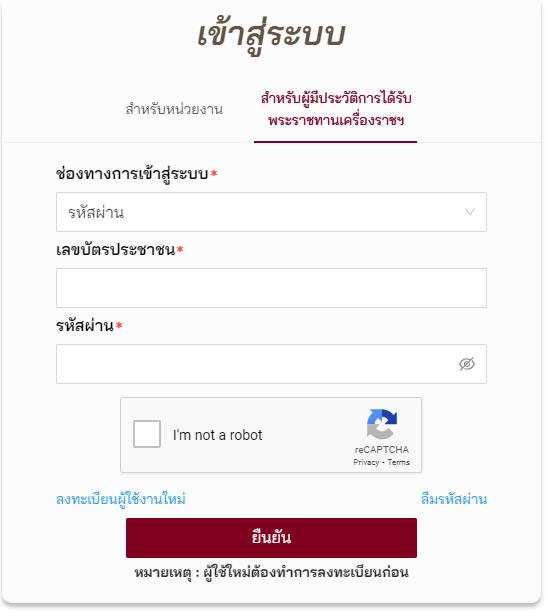 เข้าสู่ระบบ
สำหรับหน่วยงาน
สำหรับผู้มีประวัติการได้รับ
พระราชทานเครื่องราชฯ
ช่องทางการเข้าสู่ระบบ*
รหัสผ่าน
เลขบัตรประชาชน*
รหัสผ่าน*
I'm not a robot
reCAPTCHA
Privacy - Terms
ลงทะเบียนผู้ใช้งานใหม่
ลืมรหัสผ่าน
ยืนยัน
หมายเหตุ : ผู้ใช้ใหม่ต้องทำการลงทะเบียนก่อน